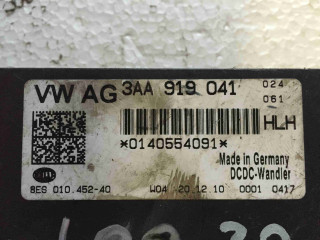 VW AG 3AA 919 041 024
061
HLH
*0140554091*
Made in Germany
DCDC-Wandler
8ES 010.452-40 W04 20.12.10 0001 0417